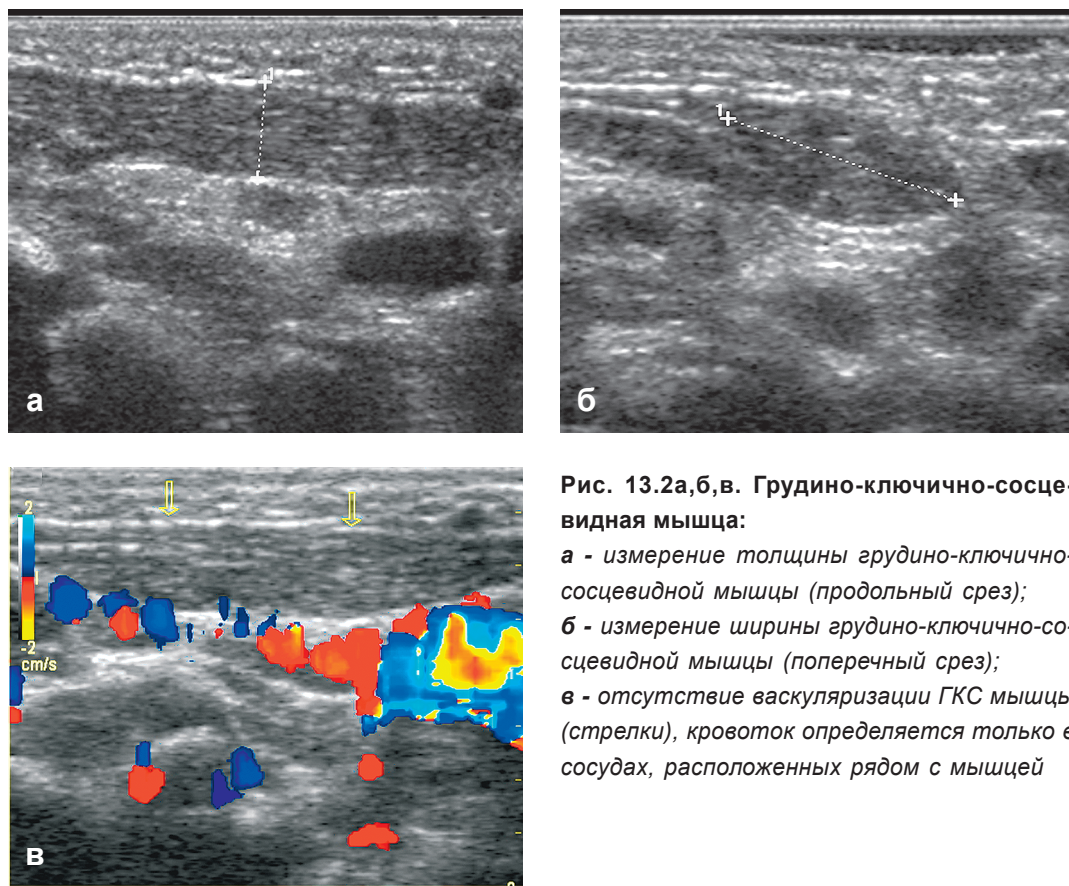 1
а
1
б
2
-2
cm/s
в
Рис. 13.2а,б,в. Грудино-ключично-сосце-
видная мышца:
а - измерение толщины грудино-ключично-
сосцевидной мышцы (продольный срез);
б - измерение ширины грудино-ключично-со-
сцевидной мышцы (поперечный срез);
в - отсутствие васкуляризации ГКС мышцы
(стрелки), кровоток определяется только в
сосудах, расположенных рядом с мышцей